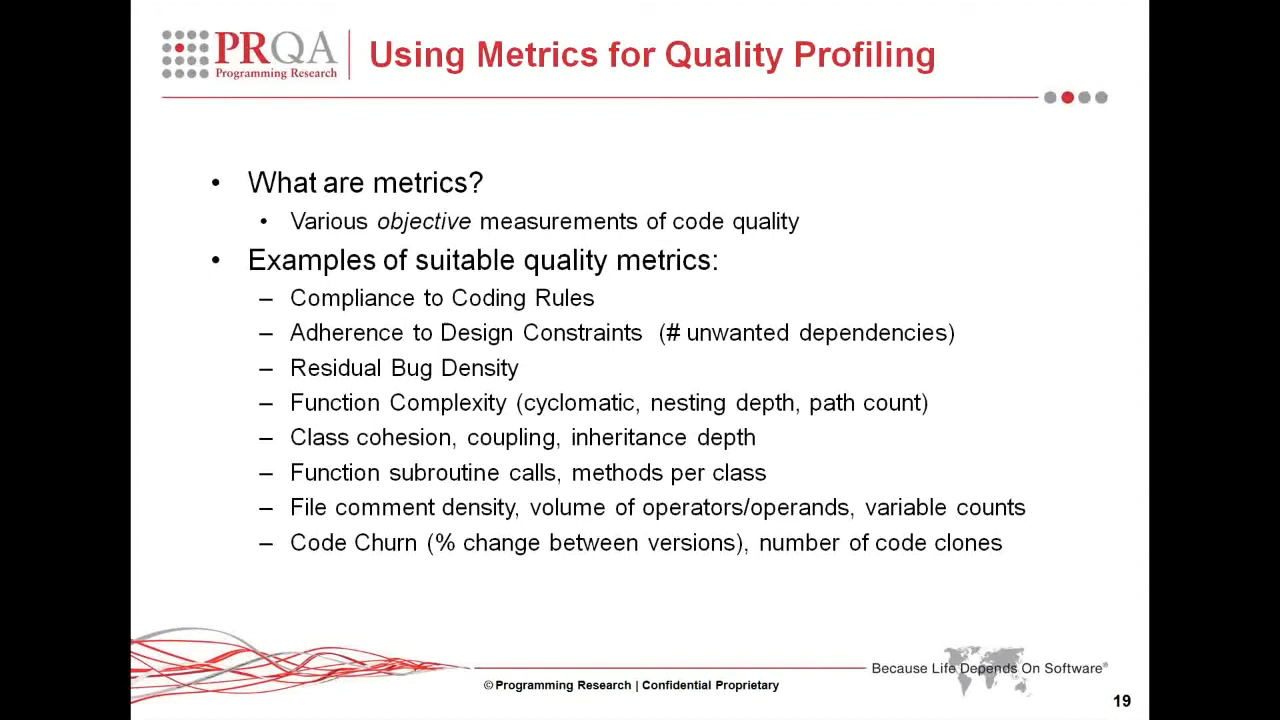 PRQA
Programming Research
Using Metrics for Quality Profiling
• What are metrics?
• Various objective measurements of code quality
• Examples of suitable quality metrics:
– Compliance to Coding Rules
– Adherence to Design Constraints (# unwanted dependencies)
– Residual Bug Density
– Function Complexity (cyclomatic, nesting depth, path count)
– Class cohesion, coupling, inheritance depth
– Function subroutine calls, methods per class
– File comment density, volume of operators/operands, variable counts
– Code Churn (% change between versions), number of code clones
Because Life Depends On Software®
© Programming Research | Confidential Proprietary
19